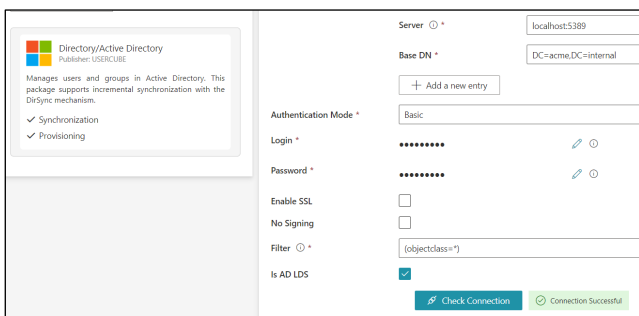 Directory/Active Directory
Publisher: USERCUBE
Manages users and groups in Active Directory. This
package supports incremental synchronization with the
DirSync mechanism.
Synchronization
Provisioning
Server *
localhost:5389
Base DN *
DC=acme,DC=internal
+ Add a new entry
Authentication Mode *
Basic
Login *
•••••••••
Password *
•••••••••
Enable SSL
No Signing
Filter *
(objectclass=*)
Is AD LDS
Check Connection
Connection Successful